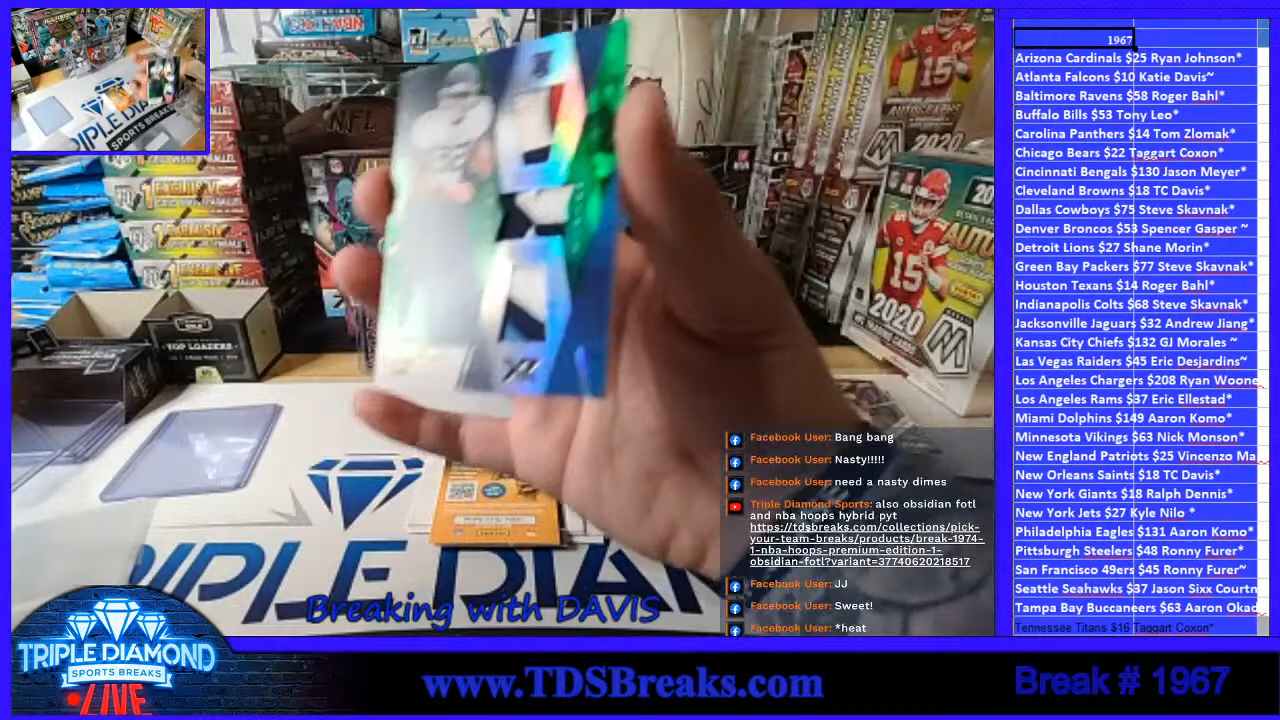 1967
Arizona Cardinals $25 Ryan Johnson*
Atlanta Falcons $10 Katie Davis~
Baltimore Ravens $58 Roger Bahl*
Buffalo Bills $53 Tony Leo*
Carolina Panthers $14 Tom Zlomak*
Chicago Bears $22 Taggart Coxon*
Cincinnati Bengals $130 Jason Meyer*
Cleveland Browns $18 TC Davis*
Dallas Cowboys $75 Steve Skavnak*
Denver Broncos $53 Spencer Gasper ~
Detroit Lions $27 Shane Morin*
Green Bay Packers $77 Steve Skavnak*
Houston Texans $14 Roger Bahl*
Indianapolis Colts $68 Steve Skavnak*
Jacksonville Jaguars $32 Andrew Jiang*
Kansas City Chiefs $132 GJ Morales ~
Las Vegas Raiders $45 Eric Desjardins~
Los Angeles Chargers $208 Ryan Woone
Los Angeles Rams $37 Eric Ellestad*
Miami Dolphins $149 Aaron Komo*
Minnesota Vikings $63 Nick Monson*
New England Patriots $25 Vincenzo Ma
New Orleans Saints $18 TC Davis*
New York Giants $18 Ralph Dennis*
New York Jets $27 Kyle Nilo *
Philadelphia Eagles $131 Aaron Komo*
Pittsburgh Steelers $48 Ronny Furer*
San Francisco 49ers $45 Ronny Furer~
Seattle Seahawks $37 Jason Sixx Courtn
Tampa Bay Buccaneers $63 Aaron Okad
Tennessee Titans $16 Taggart Coxon*
Facebook User: Bang bang
Facebook User: Nasty!!!!!
Facebook User: need a nasty dimes
Triple Diamond Sports: also obsidian fotl
and nba hoops hybrid pyt
https://tdsbreaks.com/collections/pick-
your-team-breaks/products/break-1974-
1-nba-hoops-premium-edition-1-
obsidian-fotl?variant=37740620218517
Facebook User: JJ
Facebook User: Sweet!
Facebook User: *heat
NFL
TOP LOADERS
15
2020
15
AUTO
2020
TRIPLE DIAM
Breaking with DAVIS
TRIPLE DIAMOND
SPORTS BREAKS
LIVE
www.TDSBreaks.com
Break # 1967